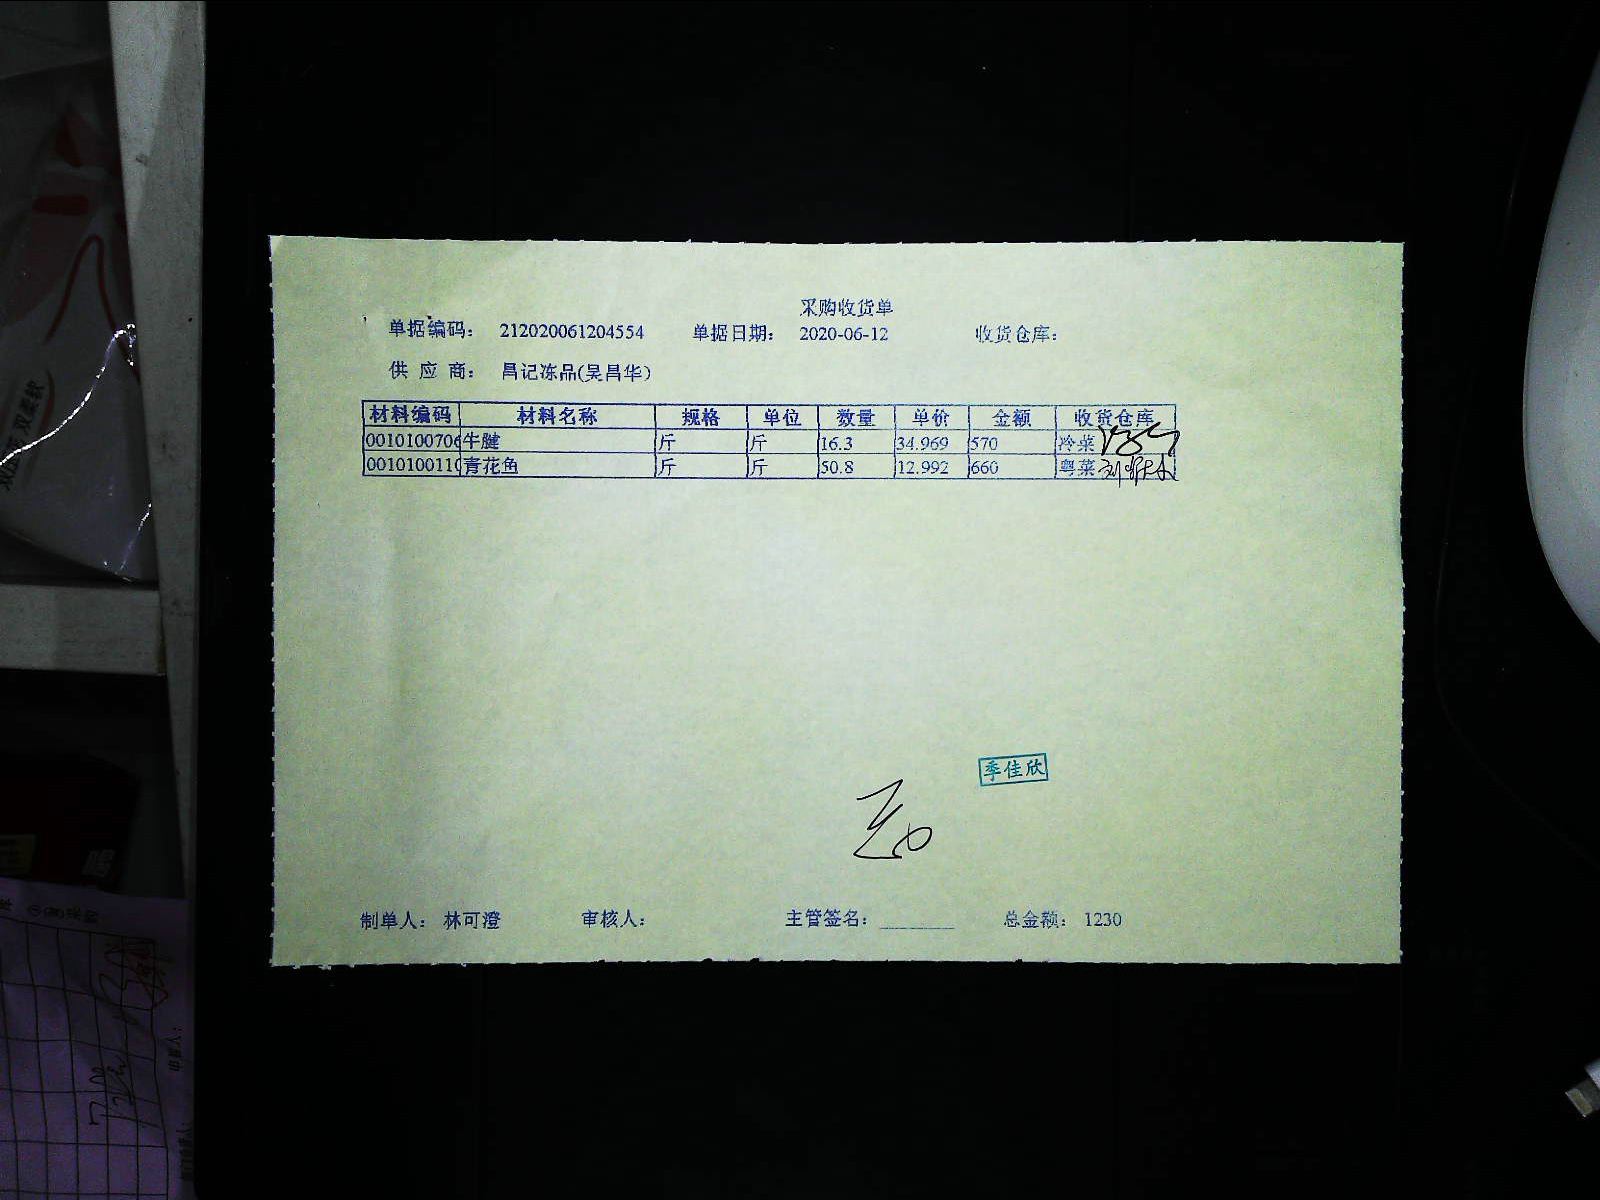 采购收货单
单据编码： 212020061204554 单据日期： 2020-06-12 收货仓库：
供 应 商： 昌记冻品(吴昌华)
材料编码 材料名称 规格 单位 数量 单价 金额 收货仓库
0010100706 牛腱 斤 斤 16.3 34.969 570 冷菜
0010100110 青花鱼 斤 斤 50.8 12.992 660 粤菜
季佳欣
制单人： 林可澄 审核人： 主管签名： 总金额： 1230